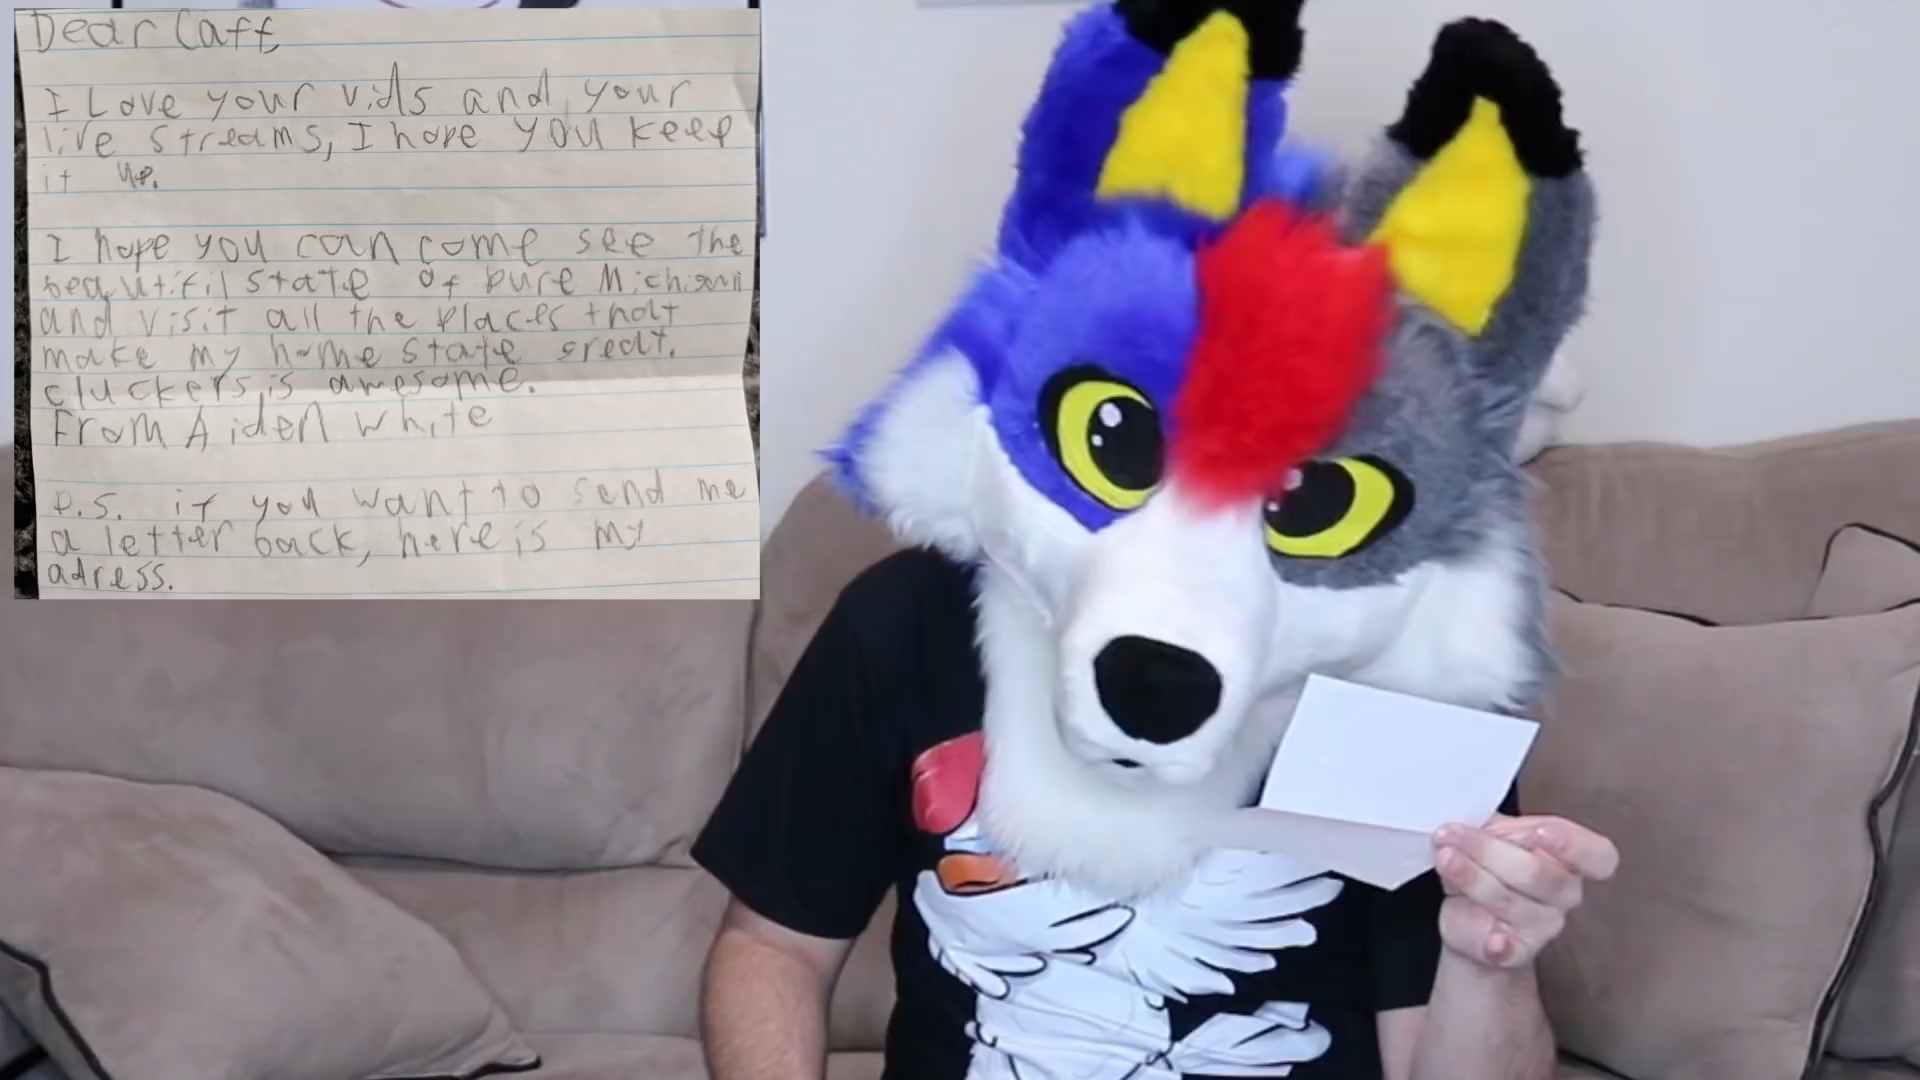 Dear Caff
I Love your vids and your
live streams, I hope you keep
it up.
I hope you can come see the
beautifil state of pure Michigan
and visit all the places that
make my home state great.
cluckers is awesome.
From Aiden White
P.S. if you want to send me
a letter back, here is my
adress.